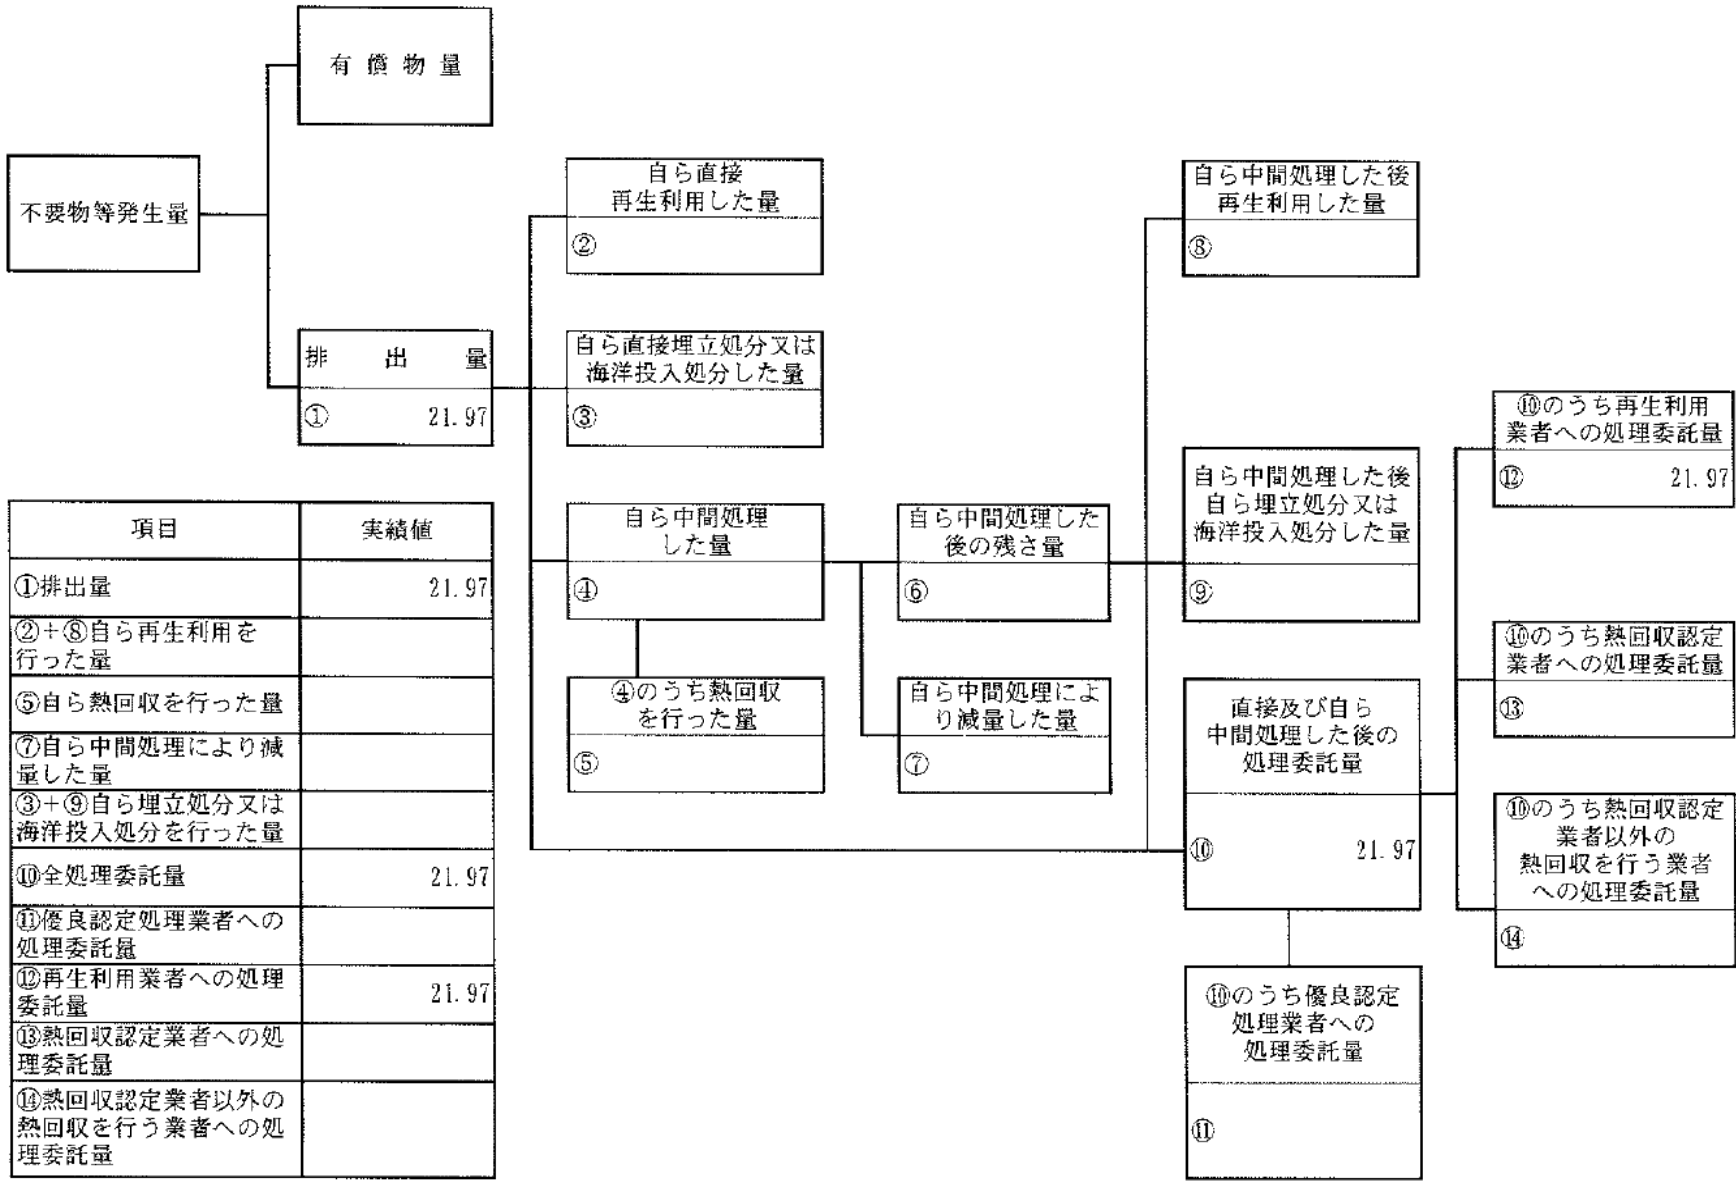 有償物量
不要物等発生量
排出量
① 21.97
自ら直接
再生利用した量
②
自ら直接埋立処分又は
海洋投入処分した量
③
自ら中間処理
した量
④
④のうち熱回収
を行った量
⑤
自ら中間処理した
後の残さ量
⑥
自ら中間処理によ
り減量した量
⑦
自ら中間処理した後
再生利用した量
⑧
自ら中間処理した後
自ら埋立処分又は
海洋投入処分した量
⑨
直接及び自ら
中間処理した後の
処理委託量
⑩ 21.97
⑩のうち優良認定
処理業者への
処理委託量
⑪
⑩のうち再生利用
業者への処理委託量
⑫ 21.97
⑩のうち熱回収認定
業者への処理委託量
⑬
⑩のうち熱回収認定
業者以外の
熱回収を行う業者
への処理委託量
⑭
項目 実績値
①排出量 21.97
②+⑧自ら再生利用を
行った量
⑤自ら熱回収を行った量
⑦自ら中間処理により減
量した量
③+⑨自ら埋立処分又は
海洋投入処分を行った量
⑩全処理委託量 21.97
⑪優良認定処理業者への
処理委託量
⑫再生利用業者への処理
委託量 21.97
⑬熱回収認定業者への処
理委託量
⑭熱回収認定業者以外の
熱回収を行う業者への処
理委託量